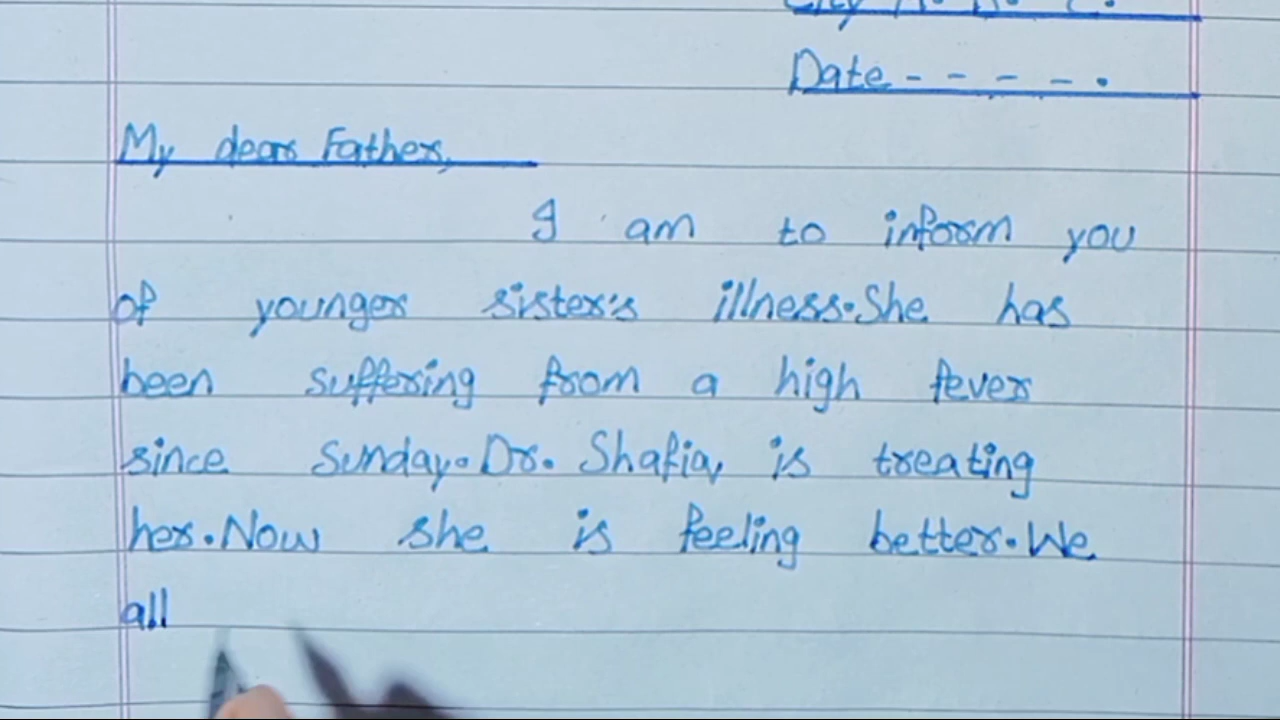 City A. B. C.
Date - - - - - .
My dear Father,
I am to inform you
of younger sister's illness.She has
been suffering from a high fever
since Sunday.Dr. Shafia, is treating
her.Now she is feeling better.We
all